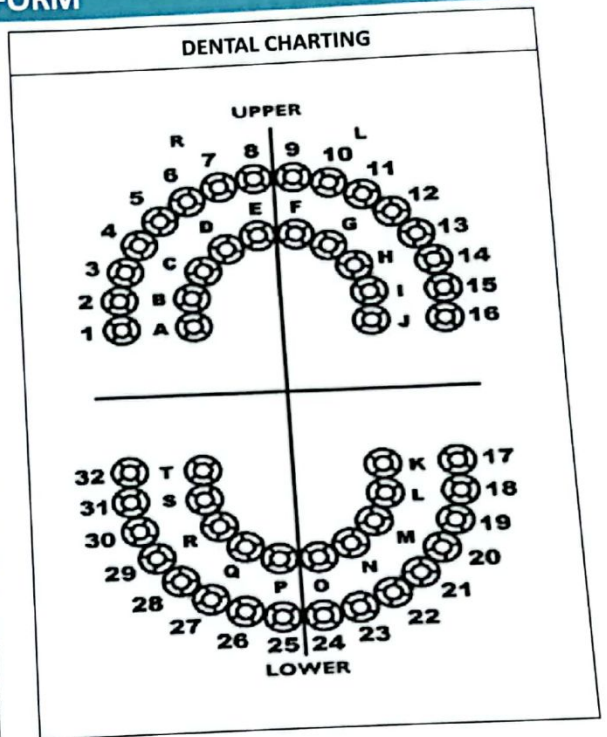 FORM
DENTAL CHARTING
UPPER
R L
1 2 3 4 5 6 7 8 9 10 11 12 13 14 15 16
A B C D E F G H I J
T S R Q P O N M L K
32 31 30 29 28 27 26 25 24 23 22 21 20 19 18 17
LOWER